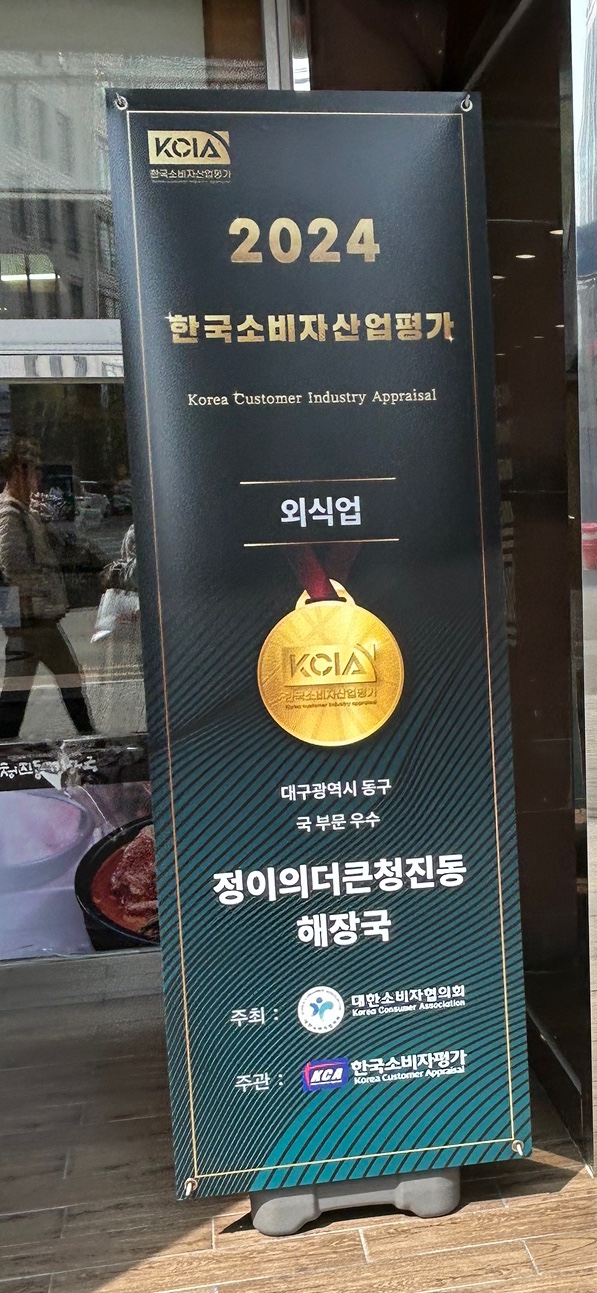 KCIA
한국소비자산업평가
2024
한국소비자산업평가
Korea Customer Industry Appraisal
외식업
KCIA
한국소비자산업평가
Korea customer industry appraisal
대구광역시 동구
국 부문 우수
정이의더큰청진동
해장국
주최 : 대한소비자협의회
Korea Consumer Association
주관 : KCA 한국소비자평가
Korea Customer Appraisal